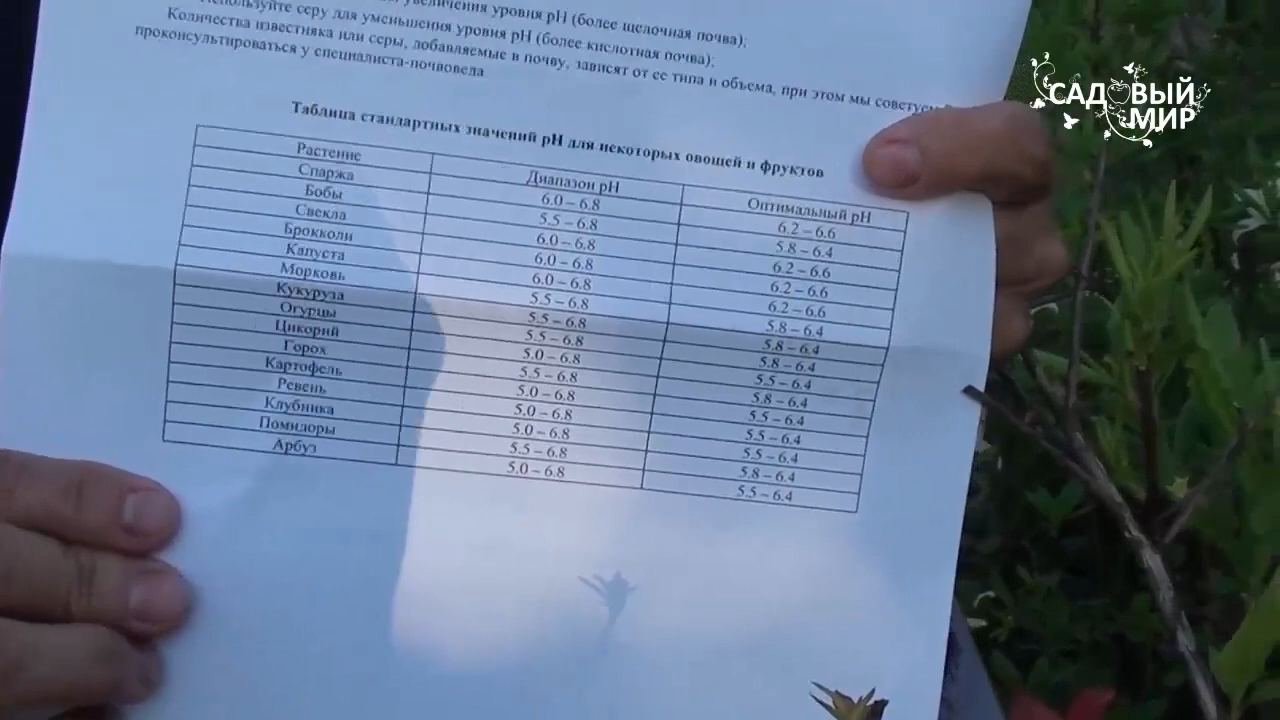 увеличения уровня pH (более щелочная почва);
Используйте серу для уменьшения уровня pH (более кислотная почва);
Количества известняка или серы, добавляемые в почву, зависят от ее типа и объема, при этом мы советуем
проконсультироваться у специалиста-почвовела
САДОВЫЙ
МИР
Таблица стандартных значений pH для некоторых овощей и фруктов
Растение Диапазон pH Оптимальный pH
Спаржа 6.0 – 6.8 6.2 – 6.6
Бобы 5.5 – 6.8 5.8 – 6.4
Свекла 6.0 – 6.8 6.2 – 6.6
Брокколи 6.0 – 6.8 6.2 – 6.6
Капуста 6.0 – 6.8 6.2 – 6.6
Морковь 5.5 – 6.8 5.8 – 6.4
Кукуруза 5.5 – 6.8 5.8 – 6.4
Огурцы 5.5 – 6.8 5.8 – 6.4
Цикорий 5.0 – 6.8 5.5 – 6.4
Горох 5.5 – 6.8 5.8 – 6.4
Картофель 5.0 – 6.8 5.5 – 6.4
Ревень 5.0 – 6.8 5.5 – 6.4
Клубника 5.0 – 6.8 5.5 – 6.4
Помидоры 5.5 – 6.8 5.8 – 6.4
Арбуз 5.0 – 6.8 5.5 – 6.4